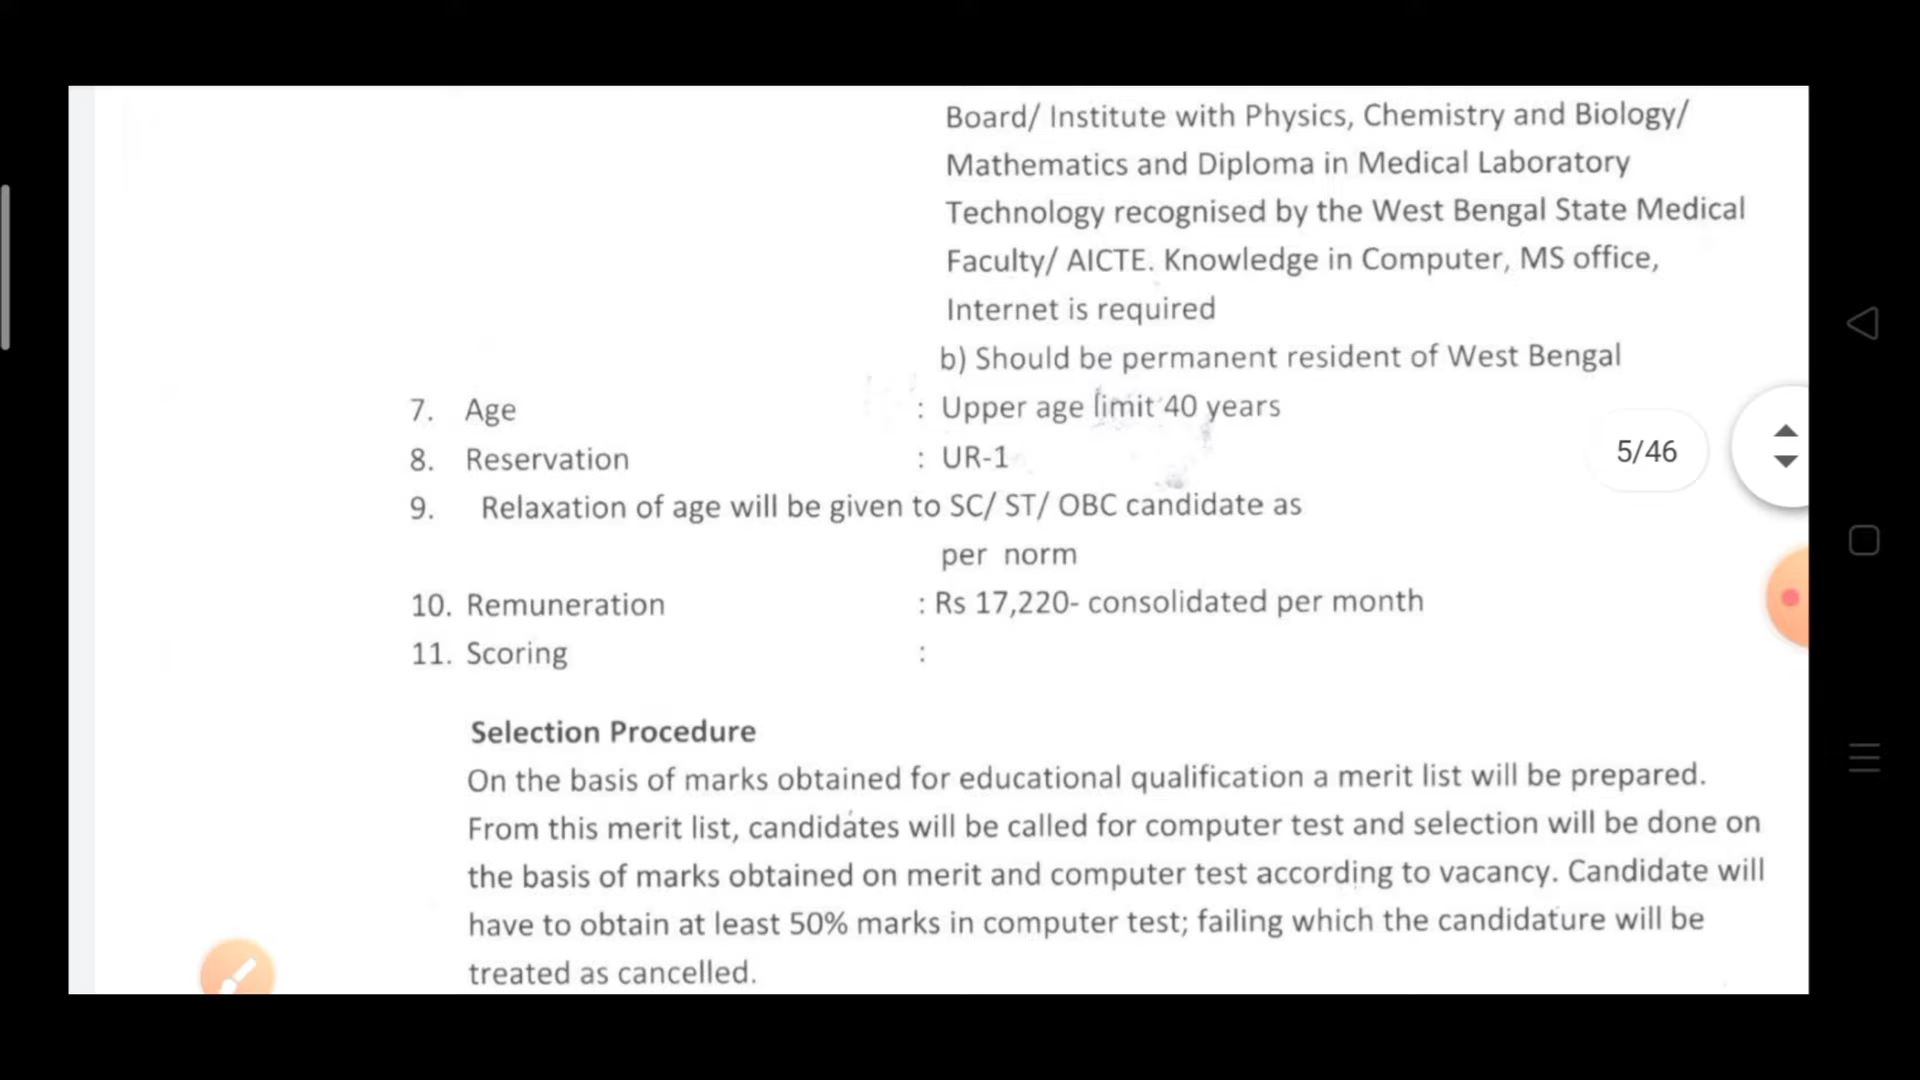 Board/ Institute with Physics, Chemistry and Biology/
Mathematics and Diploma in Medical Laboratory
Technology recognised by the West Bengal State Medical
Faculty/ AICTE. Knowledge in Computer, MS office,
Internet is required
b) Should be permanent resident of West Bengal
7. Age : Upper age limit 40 years
8. Reservation : UR-1
5/46
9. Relaxation of age will be given to SC/ ST/ OBC candidate as
per norm
10. Remuneration : Rs 17,220- consolidated per month
11. Scoring :
Selection Procedure
On the basis of marks obtained for educational qualification a merit list will be prepared.
From this merit list, candidates will be called for computer test and selection will be done on
the basis of marks obtained on merit and computer test according to vacancy. Candidate will
have to obtain at least 50% marks in computer test; failing which the candidature will be
treated as cancelled.